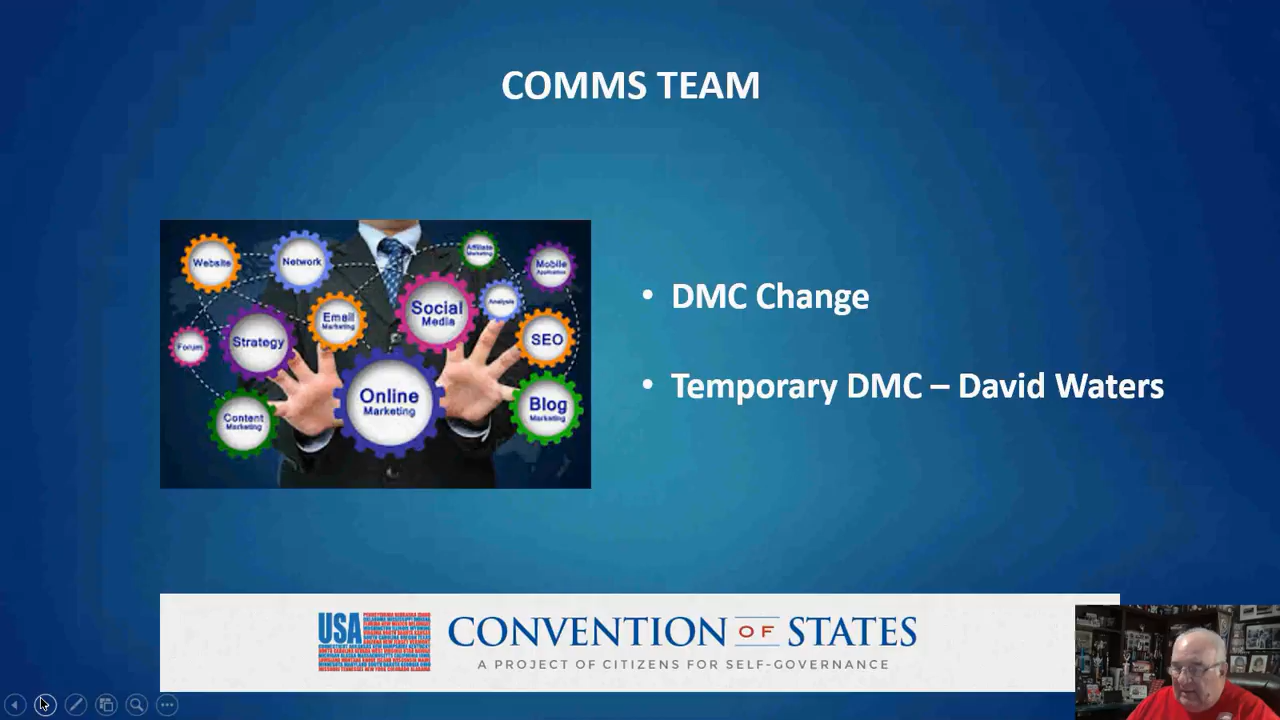 COMMS TEAM
Website
Network
Affiliate
Marketing
Mobile
Application
Email
Marketing
Social
Media
Analysis
Forum
Strategy
SEO
Online
Marketing
Content
Marketing
Blog
Marketing
• DMC Change
• Temporary DMC – David Waters
USA
CONVENTION OF STATES
A PROJECT OF CITIZENS FOR SELF-GOVERNANCE